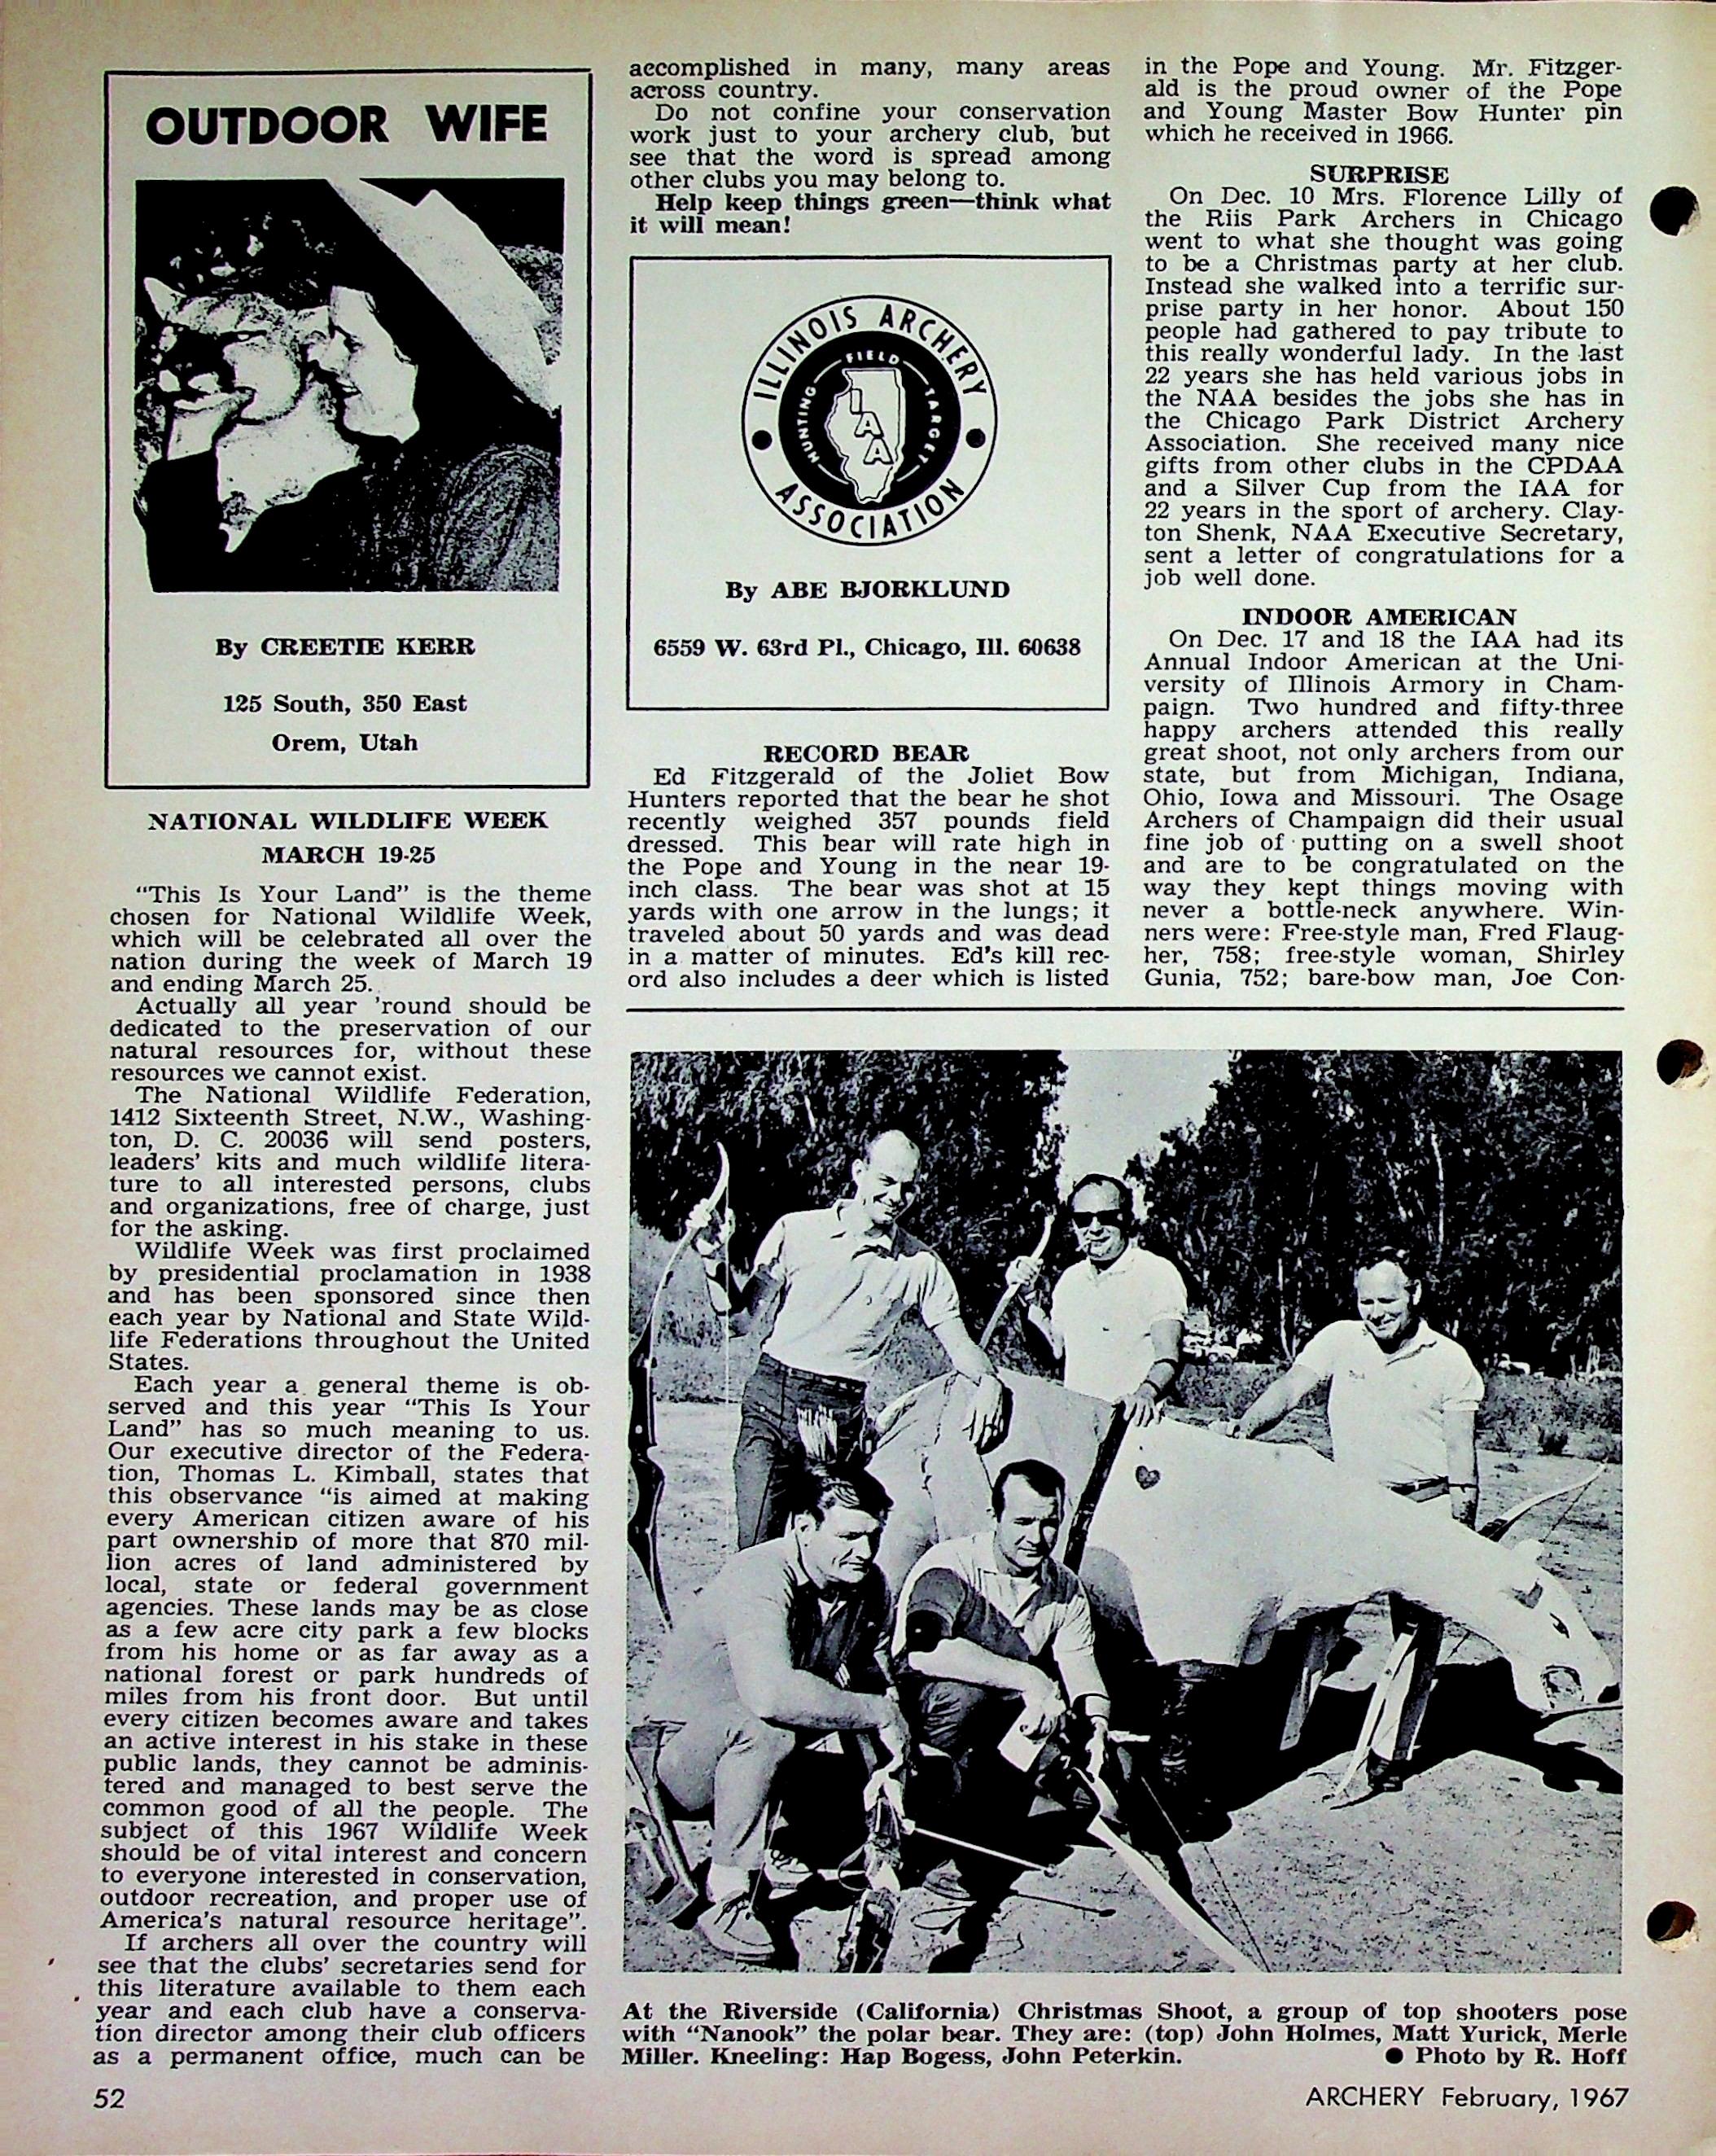 OUTDOOR WIFE
By CREETIE KERR
125 South, 350 East
Orem, Utah
NATIONAL WILDLIFE WEEK
MARCH 19-25
"This Is Your Land" is the theme
chosen for National Wildlife Week,
which will be celebrated all over the
nation during the week of March 19
and ending March 25.
Actually all year 'round should be
dedicated to the preservation of our
natural resources for, without these
resources we cannot exist.
The National Wildlife Federation,
1412 Sixteenth Street, N.W., Washing-
ton, D. C. 20036 will send posters,
leaders' kits and much wildlife litera-
ture to all interested persons, clubs
and organizations, free of charge, just
for the asking.
Wildlife Week was first proclaimed
by presidential proclamation in 1938
and has been sponsored since then
each year by National and State Wild-
life Federations throughout the United
States.
Each year a general theme is ob-
served and this year "This Is Your
Land" has so much meaning to us.
Our executive director of the Federa-
tion, Thomas L. Kimball, states that
this observance "is aimed at making
every American citizen aware of his
part ownership of more that 870 mil-
lion acres of land administered by
local, state or federal government
agencies. These lands may be as close
as a few acre city park a few blocks
from his home or as far away as a
national forest or park hundreds of
miles from his front door. But until
every citizen becomes aware and takes
an active interest in his stake in these
public lands, they cannot be adminis-
tered and managed to best serve the
common good of all the people. The
subject of this 1967 Wildlife Week
should be of vital interest and concern
to everyone interested in conservation,
outdoor recreation, and proper use of
America's natural resource heritage".
If archers all over the country will
see that the clubs' secretaries send for
this literature available to them each
year and each club have a conserva-
tion director among their club officers
as a permanent office, much can be
accomplished in many, many areas
across country.
Do not confine your conservation
work just to your archery club, but
see that the word is spread among
other clubs you may belong to.
Help keep things green—think what
it will mean!
ILLINOIS ARCHERY
FIELD
HUNTING
TARGET
IAA
ASSOCIATION
By ABE BJORKLUND
6559 W. 63rd Pl., Chicago, Ill. 60638
RECORD BEAR
Ed Fitzgerald of the Joliet Bow
Hunters reported that the bear he shot
recently weighed 357 pounds field
dressed. This bear will rate high in
the Pope and Young in the near 19-
inch class. The bear was shot at 15
yards with one arrow in the lungs; it
traveled about 50 yards and was dead
in a matter of minutes. Ed's kill rec-
ord also includes a deer which is listed
in the Pope and Young. Mr. Fitzger-
ald is the proud owner of the Pope
and Young Master Bow Hunter pin
which he received in 1966.
SURPRISE
On Dec. 10 Mrs. Florence Lilly of
the Riis Park Archers in Chicago
went to what she thought was going
to be a Christmas party at her club.
Instead she walked into a terrific sur-
prise party in her honor. About 150
people had gathered to pay tribute to
this really wonderful lady. In the last
22 years she has held various jobs in
the NAA besides the jobs she has in
the Chicago Park District Archery
Association. She received many nice
gifts from other clubs in the CPDAA
and a Silver Cup from the IAA for
22 years in the sport of archery. Clay-
ton Shenk, NAA Executive Secretary,
sent a letter of congratulations for a
job well done.
INDOOR AMERICAN
On Dec. 17 and 18 the IAA had its
Annual Indoor American at the Uni-
versity of Illinois Armory in Cham-
paign. Two hundred and fifty-three
happy archers attended this really
great shoot, not only archers from our
state, but from Michigan, Indiana,
Ohio, Iowa and Missouri. The Osage
Archers of Champaign did their usual
fine job of putting on a swell shoot
and are to be congratulated on the
way they kept things moving with
never a bottle-neck anywhere. Win-
ners were: Free-style man, Fred Flaug-
her, 758; free-style woman, Shirley
Gunia, 752; bare-bow man, Joe Con-
At the Riverside (California) Christmas Shoot, a group of top shooters pose
with "Nanook" the polar bear. They are: (top) John Holmes, Matt Yurick, Merle
Miller. Kneeling: Hap Bogess, John Peterkin. ● Photo by R. Hoff
52
ARCHERY February, 1967